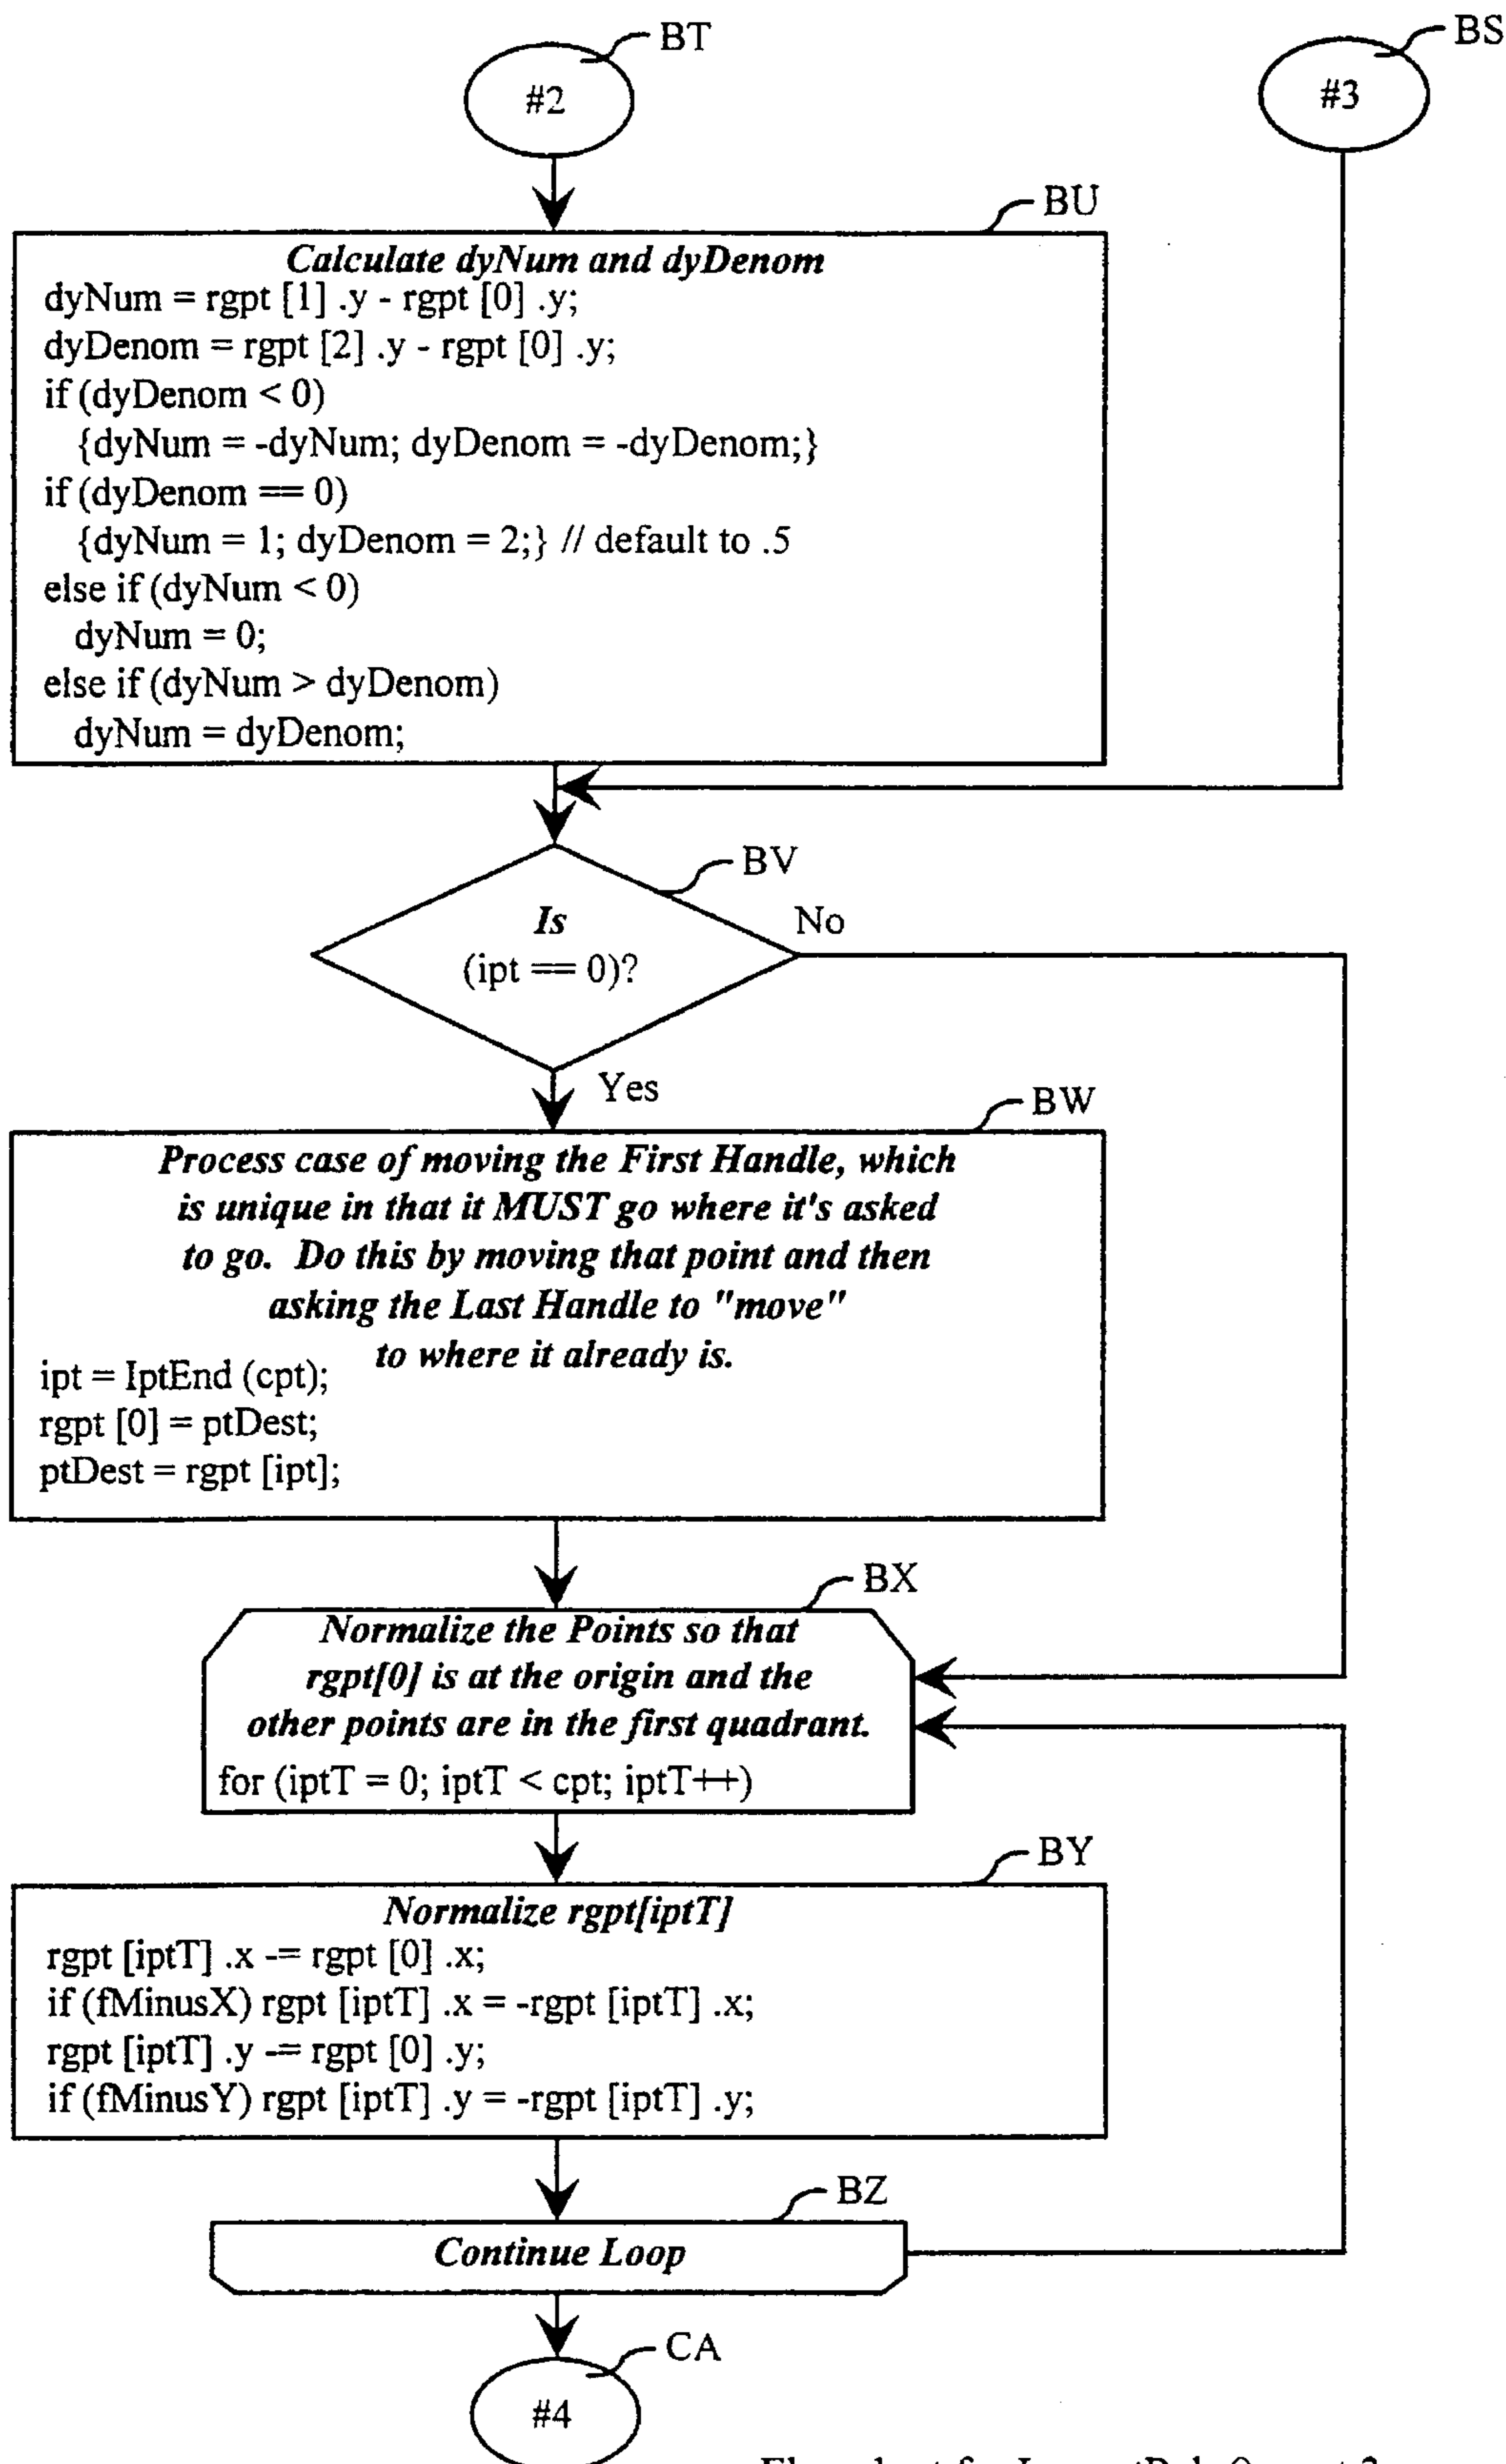 BT
#2
BS
#3
BU
Calculate dyNum and dyDenom
dyNum = rgpt [1] .y - rgpt [0] .y;
dyDenom = rgpt [2] .y - rgpt [0] .y;
if (dyDenom < 0)
{dyNum = -dyNum; dyDenom = -dyDenom;}
if (dyDenom == 0)
{dyNum = 1; dyDenom = 2;} // default to .5
else if (dyNum < 0)
dyNum = 0;
else if (dyNum > dyDenom)
dyNum = dyDenom;
BV
Is
(ipt == 0)?
No
Yes
BW
Process case of moving the First Handle, which
is unique in that it MUST go where it's asked
to go. Do this by moving that point and then
asking the Last Handle to "move"
to where it already is.
ipt = IptEnd (cpt);
rgpt [0] = ptDest;
ptDest = rgpt [ipt];
BX
Normalize the Points so that
rgpt[0] is at the origin and the
other points are in the first quadrant.
for (iptT = 0; iptT < cpt; iptT++)
BY
Normalize rgpt[iptT]
rgpt [iptT] .x -= rgpt [0] .x;
if (fMinusX) rgpt [iptT] .x = -rgpt [iptT] .x;
rgpt [iptT] .y -= rgpt [0] .y;
if (fMinusY) rgpt [iptT] .y = -rgpt [iptT] .y;
BZ
Continue Loop
CA
#4